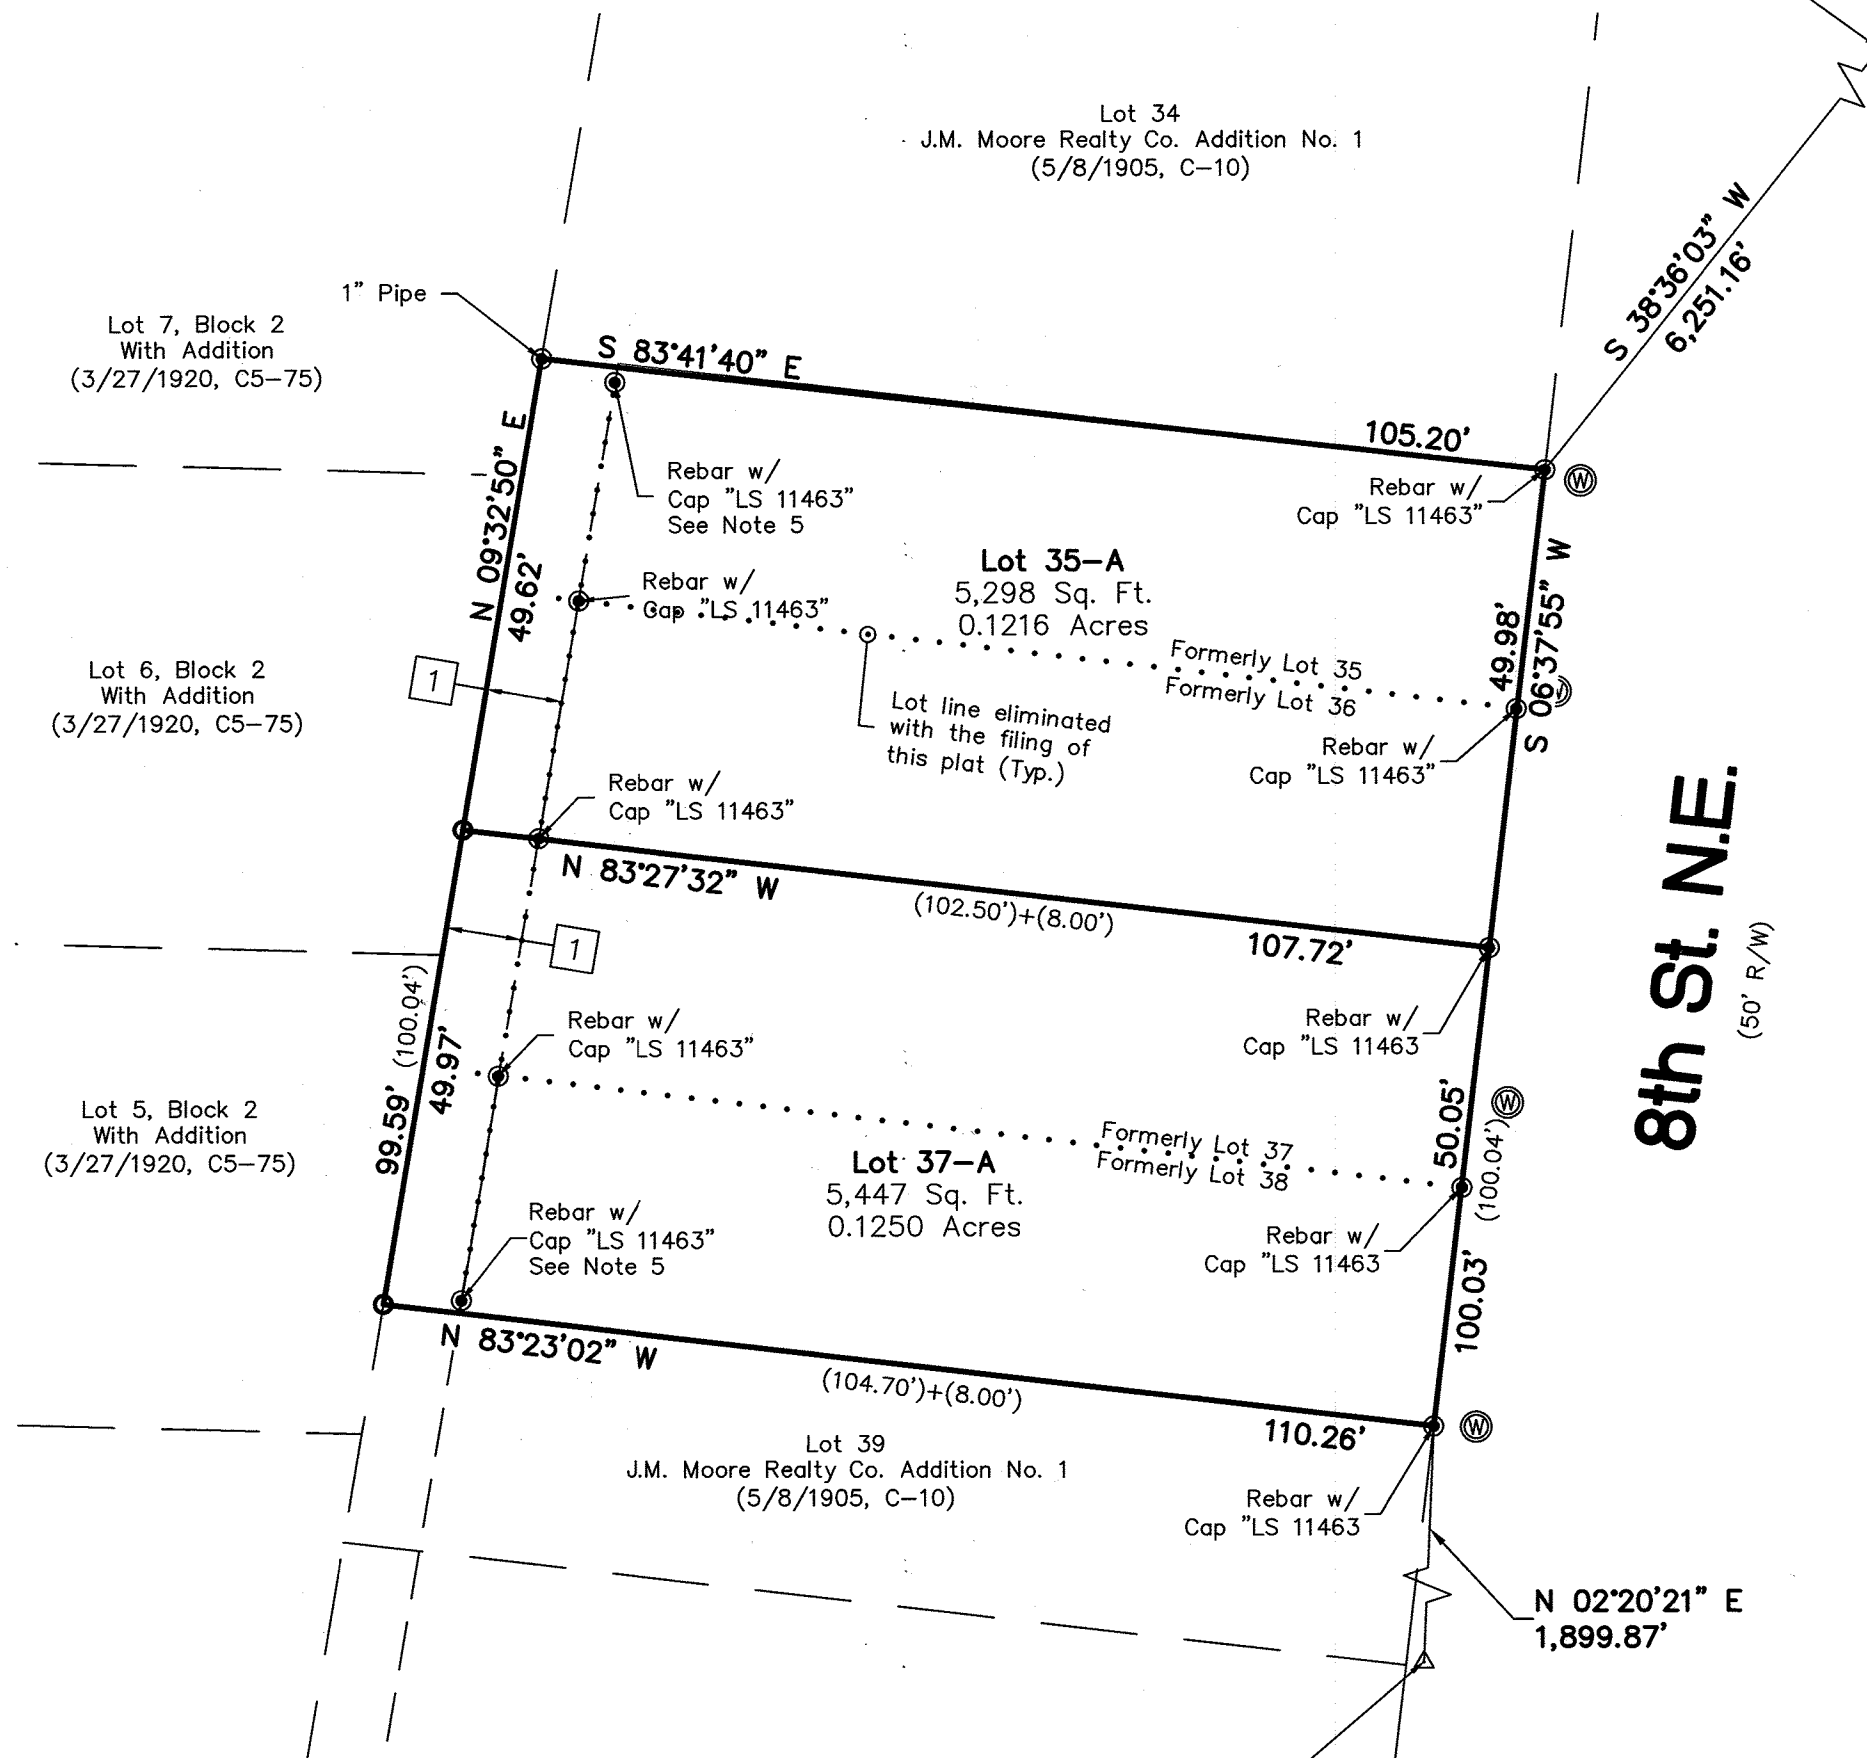 Lot 34
J.M. Moore Realty Co. Addition No. 1
(5/8/1905, C-10)
S 38°36'03" W
6,251.16'
1" Pipe
Lot 7, Block 2
With Addition
(3/27/1920, C5-75)
S 83°41'40" E
105.20'
N 09°32'50" E
49.62'
Rebar w/
Cap "LS 11463"
See Note 5
Rebar w/
Cap "LS 11463"
W
Lot 35-A
5,298 Sq. Ft.
0.1216 Acres
Rebar w/
Cap "LS 11463"
49.98'
S 06°37'55" W
Formerly Lot 35
Formerly Lot 36
Lot 6, Block 2
With Addition
(3/27/1920, C5-75)
1
Lot line eliminated
with the filing of
this plat (Typ.)
Rebar w/
Cap "LS 11463"
Rebar w/
Cap "LS 11463"
N 83°27'32" W
(102.50')+(8.00')
107.72'
8th St. N.E.
(50' R/W)
1
(100.04')
49.97'
99.59'
Rebar w/
Cap "LS 11463"
Rebar w/
Cap "LS 11463
Lot 5, Block 2
With Addition
(3/27/1920, C5-75)
50.05'
(100.04')
W
Formerly Lot 37
Formerly Lot 38
Lot 37-A
5,447 Sq. Ft.
0.1250 Acres
Rebar w/
Cap "LS 11463"
See Note 5
Rebar w/
Cap "LS 11463
100.03'
N 83°23'02" W
(104.70')+(8.00')
110.26'
W
Lot 39
J.M. Moore Realty Co. Addition No. 1
(5/8/1905, C-10)
Rebar w/
Cap "LS 11463
N 02°20'21" E
1,899.87'